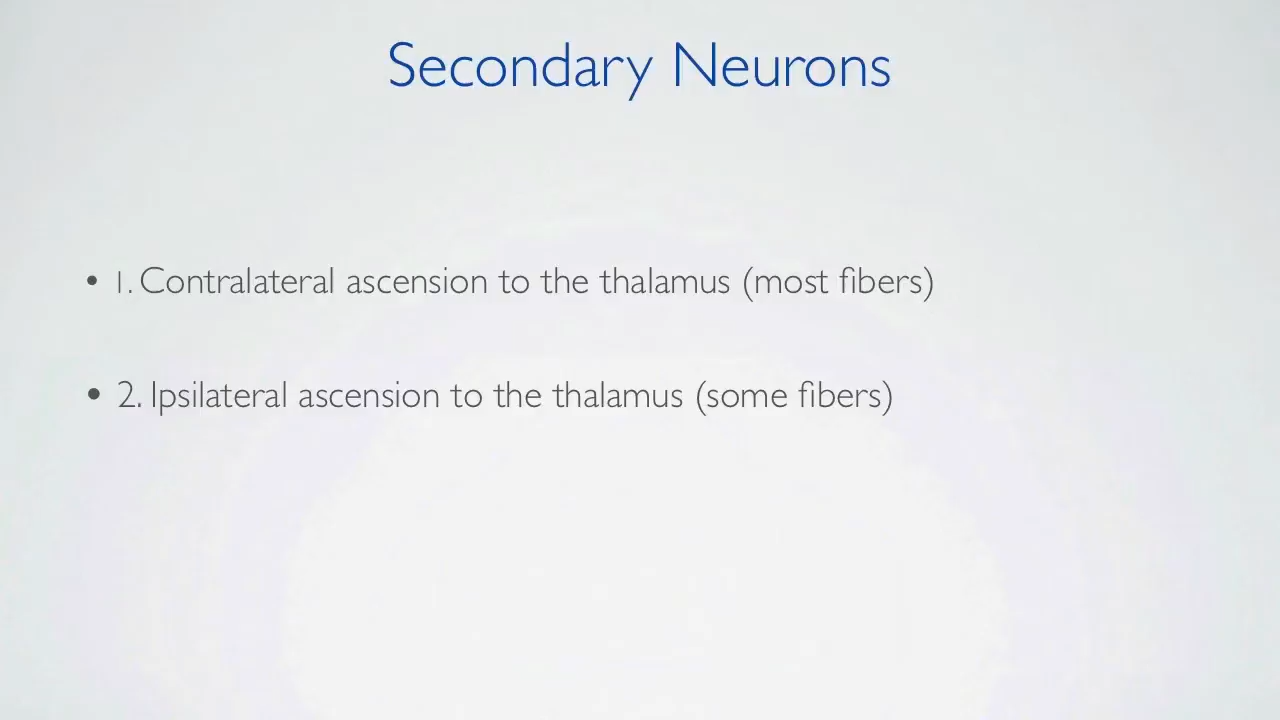 Secondary Neurons
• 1. Contralateral ascension to the thalamus (most fibers)
• 2. Ipsilateral ascension to the thalamus (some fibers)